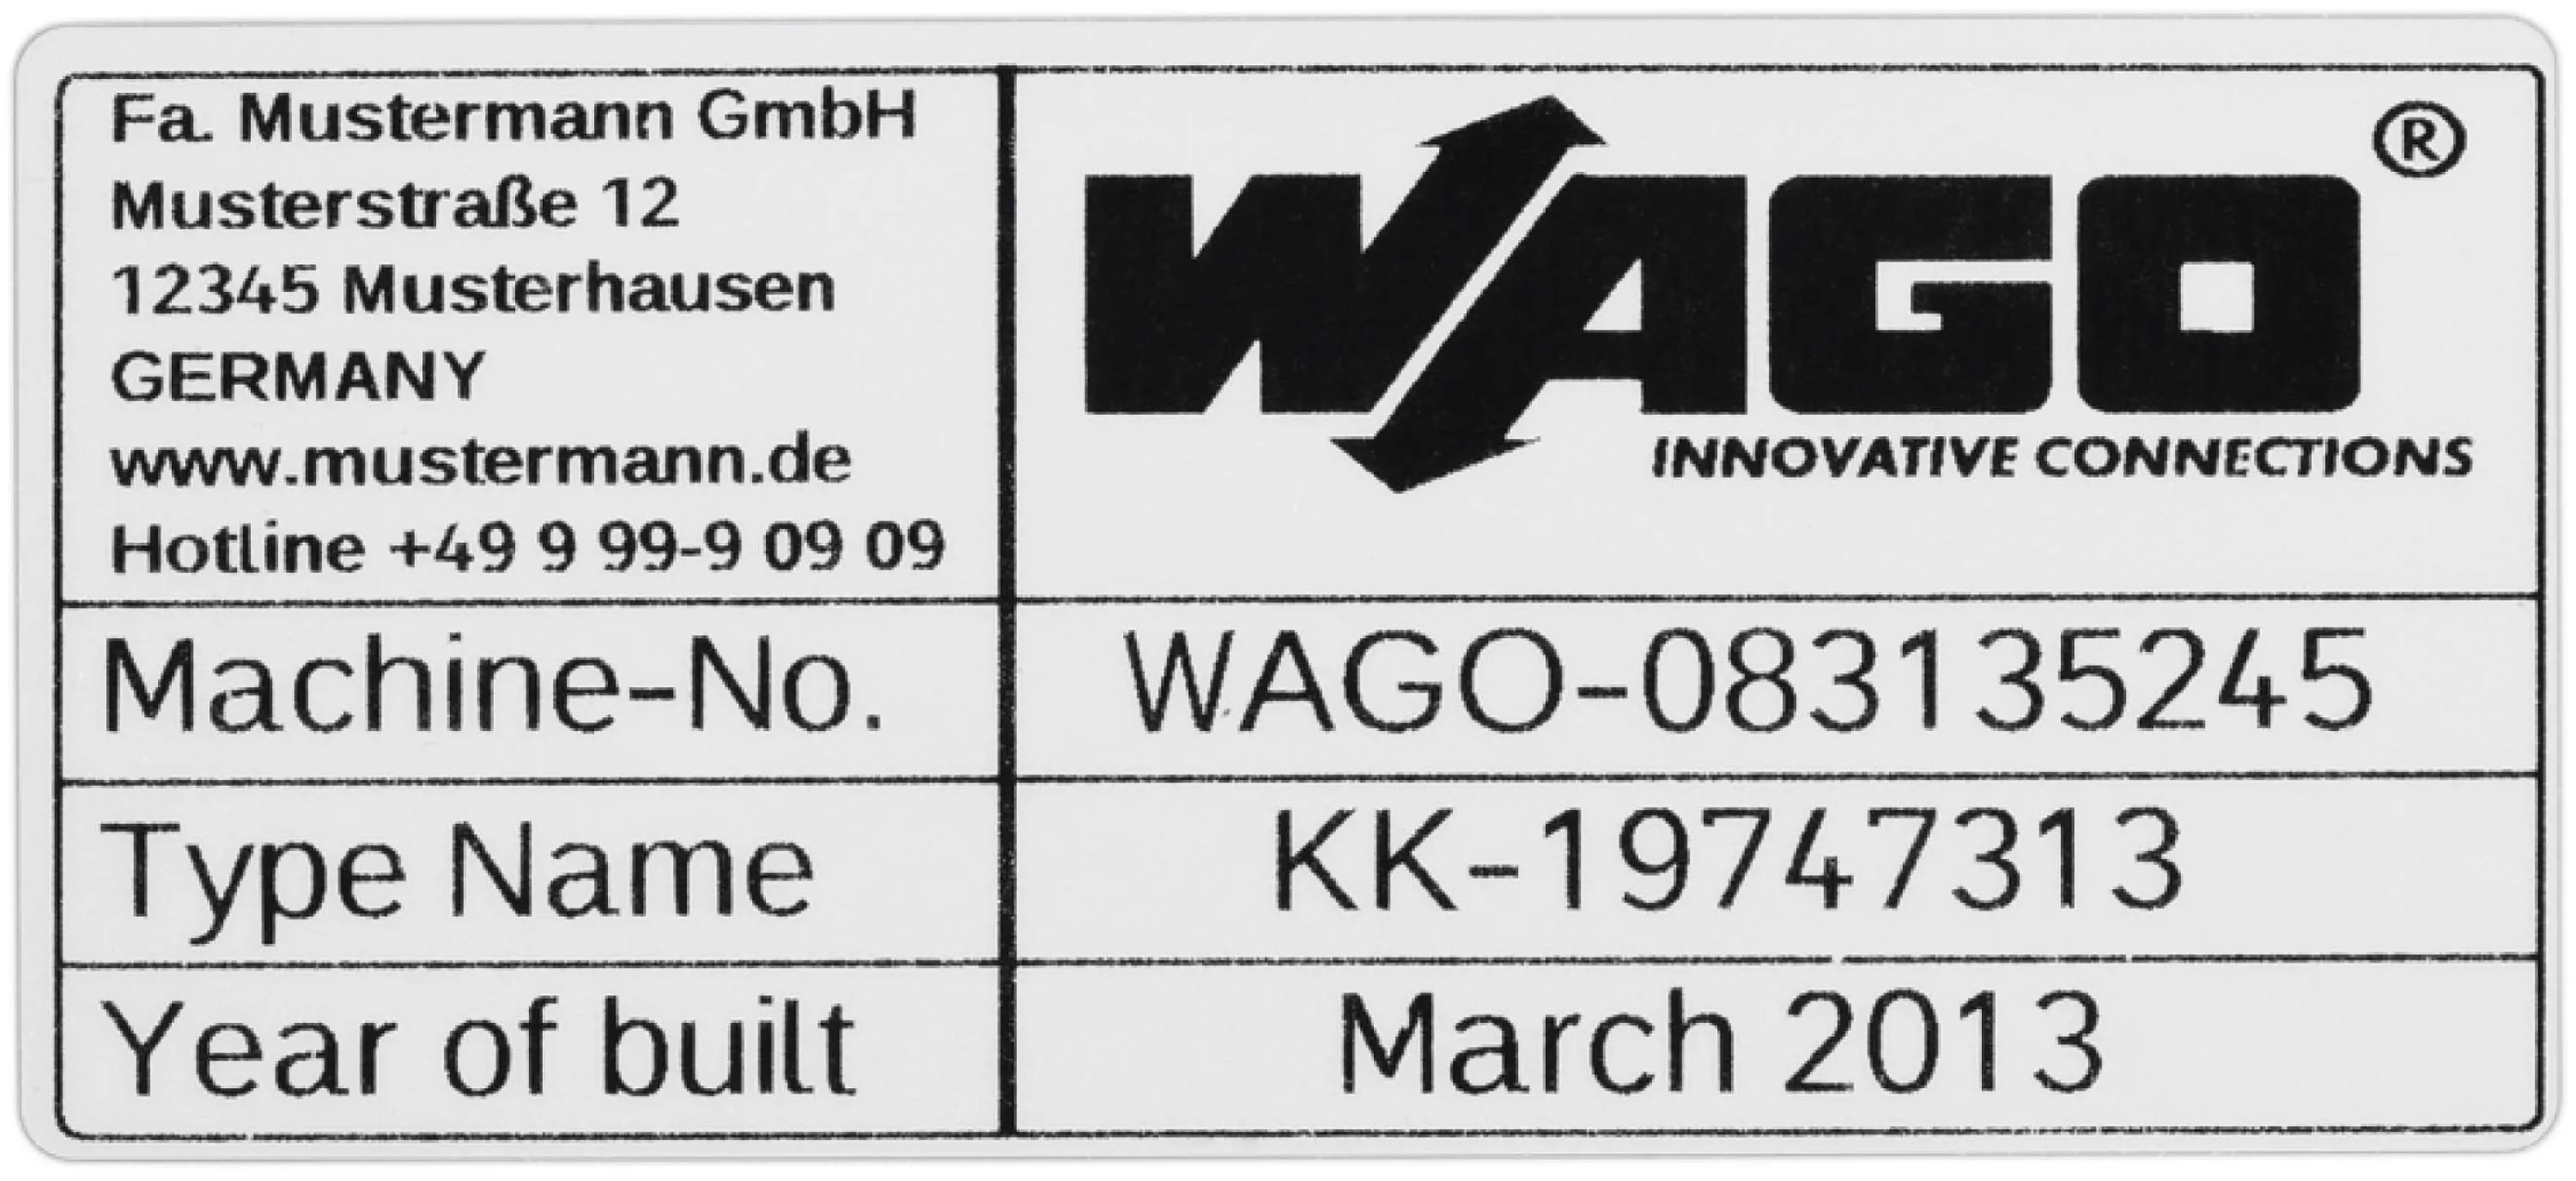 Fa. Mustermann GmbH
Musterstraße 12
12345 Musterhausen
GERMANY
www.mustermann.de
Hotline +49 9 99-9 09 09
WAGO®
INNOVATIVE CONNECTIONS
Machine-No. WAGO-083135245
Type Name KK-19747313
Year of built March 2013